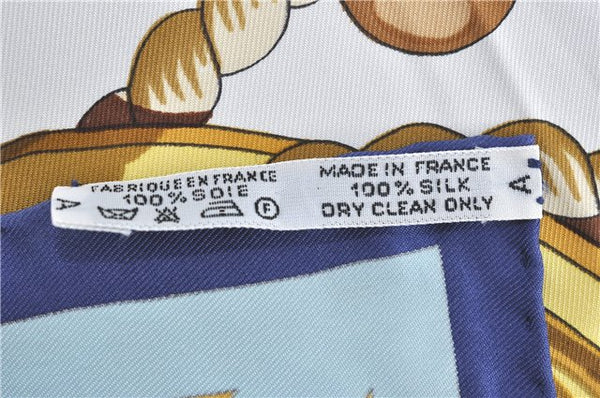 A
FABRIQUE EN FRANCE
100% SOIE
F
MADE IN FRANCE
100% SILK
DRY CLEAN ONLY
A